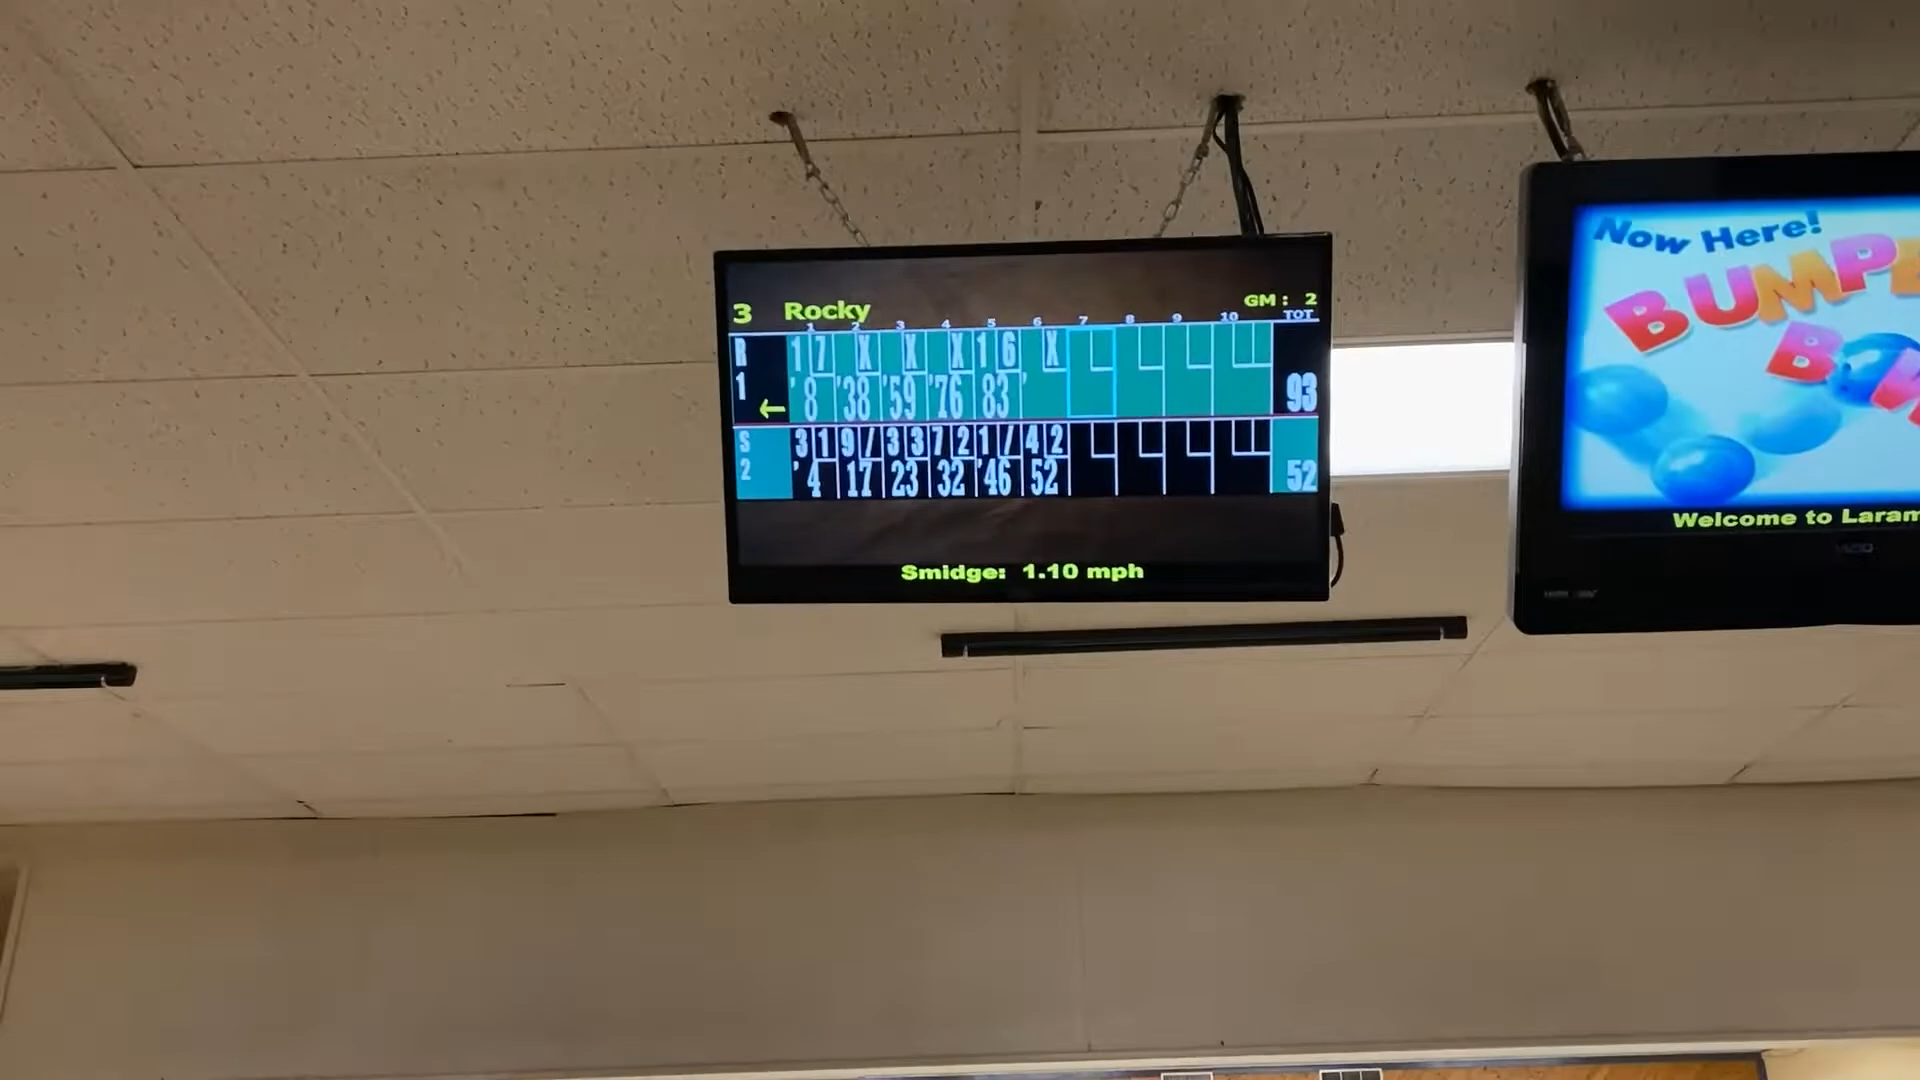 3 Rocky GM: 2
1 2 3 4 5 6 7 8 9 10 TOT
R 1 7 X X X 1 6 X
1 ← '8 '38 '59 '76 83 ' 93
S 3 1 9 / 3 3 7 2 1 / 4 2
2 '4 17 23 32 '46 52 52
Smidge: 1.10 mph
Now Here!
BUMPE
BOW
Welcome to Laram
VIZIO